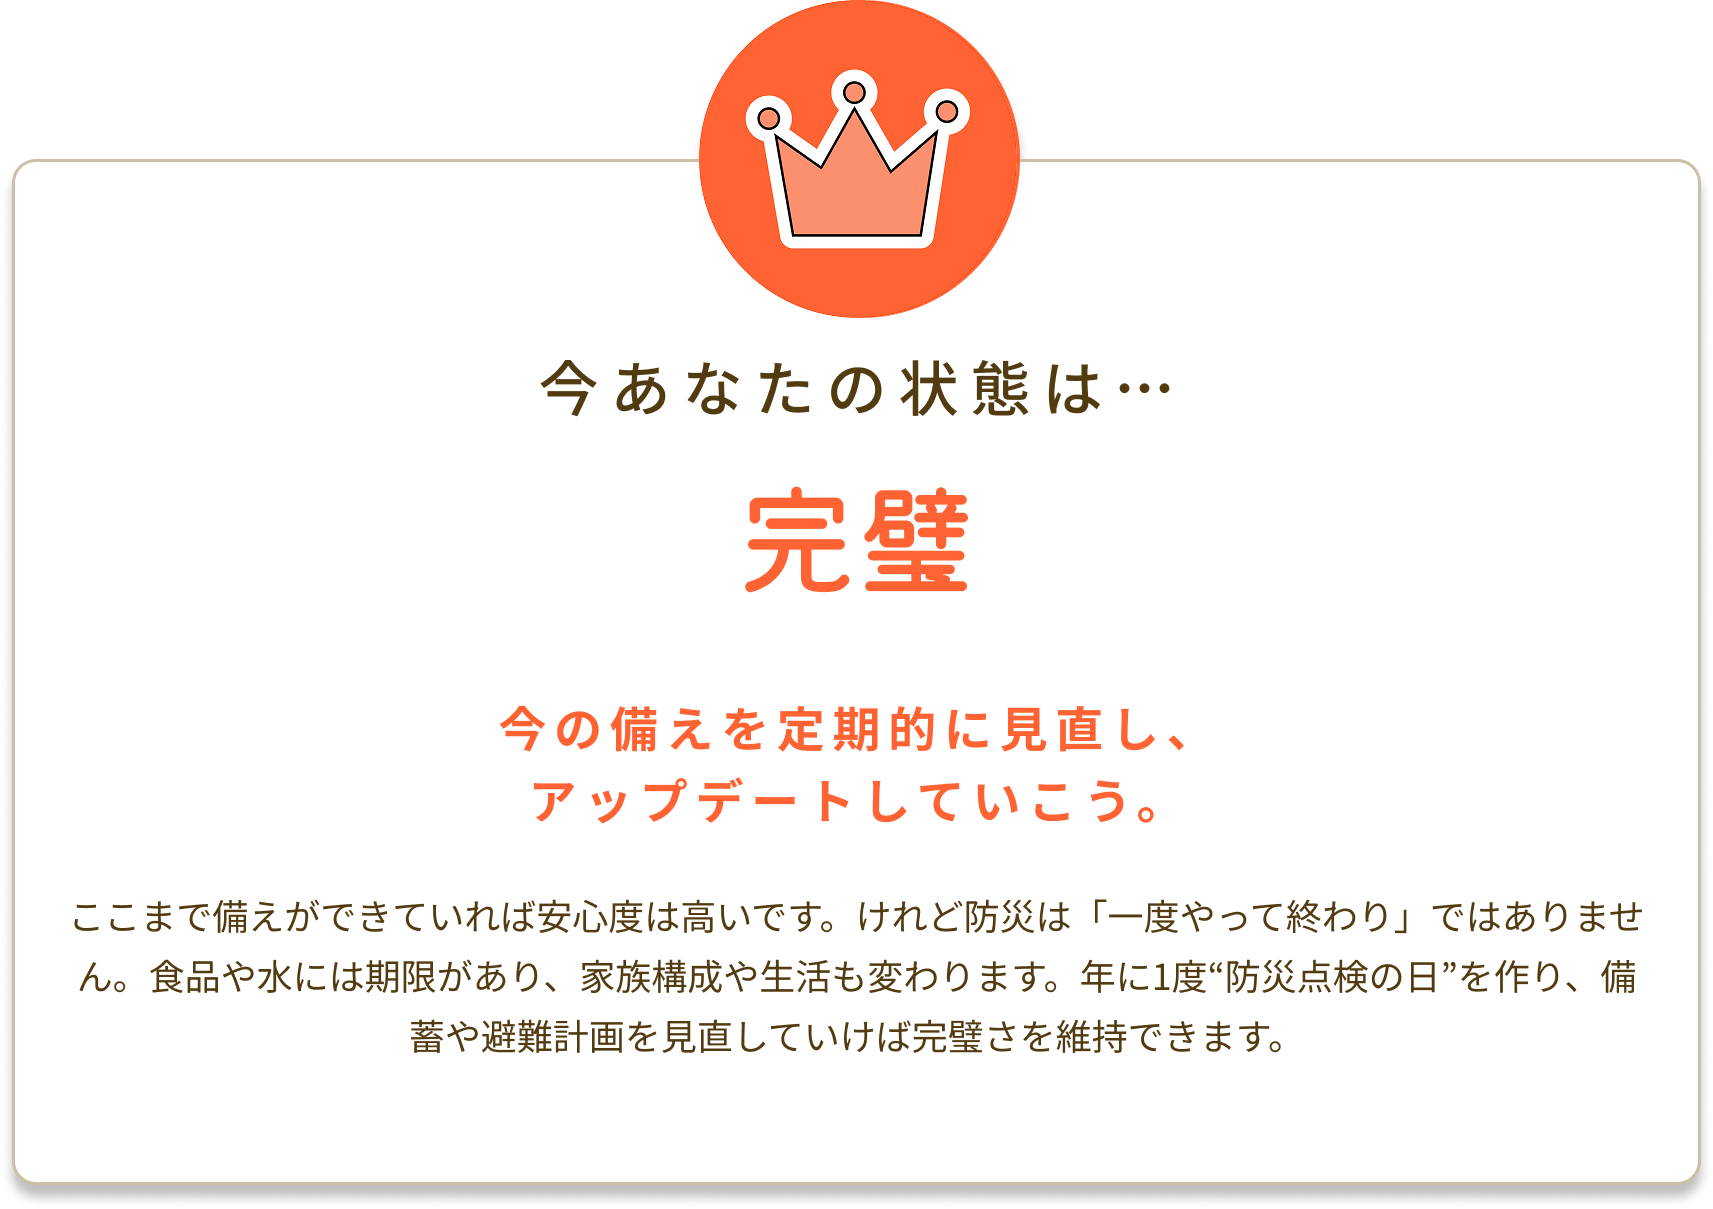 今あなたの状態は…
完璧
今の備えを定期的に見直し、
アップデートしていこう。
ここまで備えができていれば安心度は高いです。けれど防災は「一度やって終わり」ではありませ
ん。食品や水には期限があり、家族構成や生活も変わります。年に1度“防災点検の日”を作り、備
蓄や避難計画を見直していけば完璧さを維持できます。